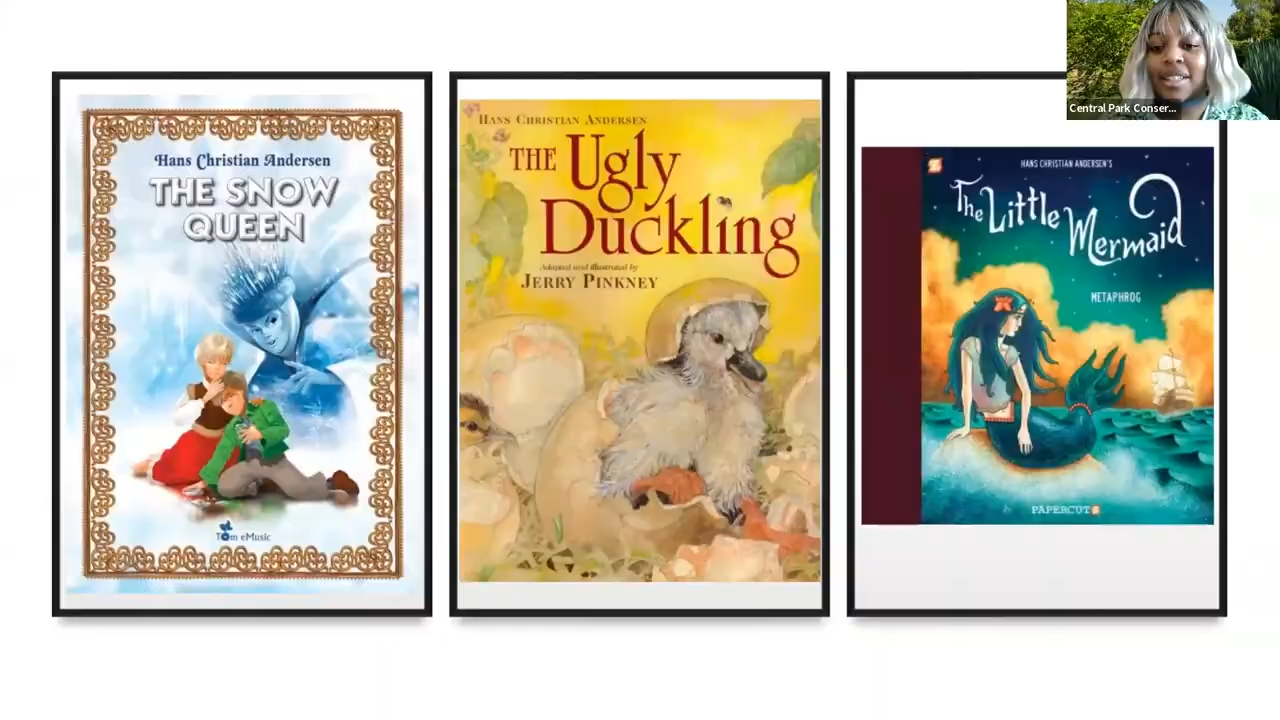 Hans Christian Andersen
THE SNOW
QUEEN
Tom eMusic
HANS CHRISTIAN ANDERSEN
THE Ugly
Duckling
Adapted and illustrated by
JERRY PINKNEY
HANS CHRISTIAN ANDERSEN'S
The Little
Mermaid
METAPHROG
PAPERCUTZ
Central Park Conser...